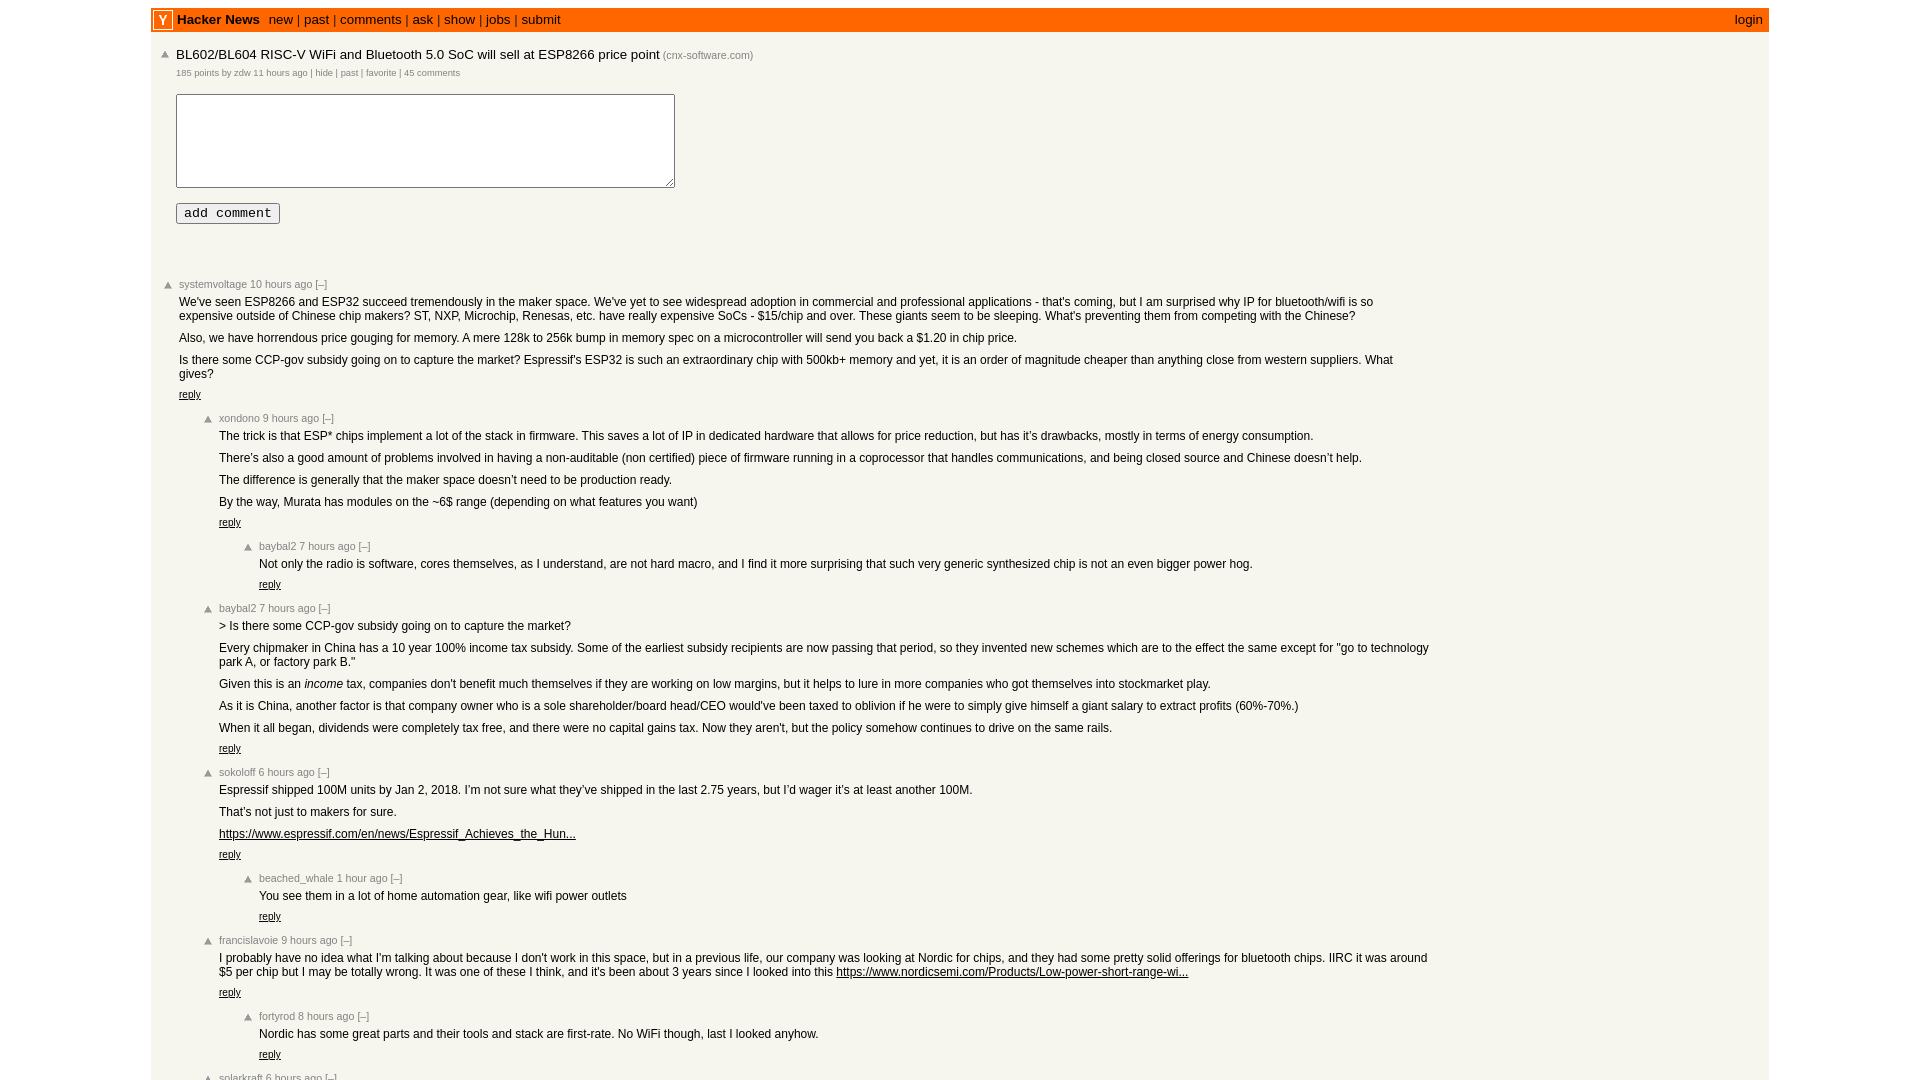 Y Hacker News new | past | comments | ask | show | jobs | submit login
BL602/BL604 RISC-V WiFi and Bluetooth 5.0 SoC will sell at ESP8266 price point (cnx-software.com)
185 points by zdw 11 hours ago | hide | past | favorite | 45 comments
add comment
systemvoltage 10 hours ago [–]
We've seen ESP8266 and ESP32 succeed tremendously in the maker space. We've yet to see widespread adoption in commercial and professional applications - that's coming, but I am surprised why IP for bluetooth/wifi is so
expensive outside of Chinese chip makers? ST, NXP, Microchip, Renesas, etc. have really expensive SoCs - $15/chip and over. These giants seem to be sleeping. What's preventing them from competing with the Chinese?
Also, we have horrendous price gouging for memory. A mere 128k to 256k bump in memory spec on a microcontroller will send you back a $1.20 in chip price.
Is there some CCP-gov subsidy going on to capture the market? Espressif's ESP32 is such an extraordinary chip with 500kb+ memory and yet, it is an order of magnitude cheaper than anything close from western suppliers. What
gives?
reply
xondono 9 hours ago [–]
The trick is that ESP* chips implement a lot of the stack in firmware. This saves a lot of IP in dedicated hardware that allows for price reduction, but has it’s drawbacks, mostly in terms of energy consumption.
There’s also a good amount of problems involved in having a non-auditable (non certified) piece of firmware running in a coprocessor that handles communications, and being closed source and Chinese doesn’t help.
The difference is generally that the maker space doesn’t need to be production ready.
By the way, Murata has modules on the ~6$ range (depending on what features you want)
reply
baybal2 7 hours ago [–]
Not only the radio is software, cores themselves, as I understand, are not hard macro, and I find it more surprising that such very generic synthesized chip is not an even bigger power hog.
reply
baybal2 7 hours ago [–]
> Is there some CCP-gov subsidy going on to capture the market?
Every chipmaker in China has a 10 year 100% income tax subsidy. Some of the earliest subsidy recipients are now passing that period, so they invented new schemes which are to the effect the same except for "go to technology
park A, or factory park B."
Given this is an income tax, companies don't benefit much themselves if they are working on low margins, but it helps to lure in more companies who got themselves into stockmarket play.
As it is China, another factor is that company owner who is a sole shareholder/board head/CEO would've been taxed to oblivion if he were to simply give himself a giant salary to extract profits (60%-70%.)
When it all began, dividends were completely tax free, and there were no capital gains tax. Now they aren't, but the policy somehow continues to drive on the same rails.
reply
sokoloff 6 hours ago [–]
Espressif shipped 100M units by Jan 2, 2018. I’m not sure what they’ve shipped in the last 2.75 years, but I’d wager it’s at least another 100M.
That’s not just to makers for sure.
https://www.espressif.com/en/news/Espressif_Achieves_the_Hun...
reply
beached_whale 1 hour ago [–]
You see them in a lot of home automation gear, like wifi power outlets
reply
francislavoie 9 hours ago [–]
I probably have no idea what I'm talking about because I don't work in this space, but in a previous life, our company was looking at Nordic for chips, and they had some pretty solid offerings for bluetooth chips. IIRC it was around
$5 per chip but I may be totally wrong. It was one of these I think, and it's been about 3 years since I looked into this https://www.nordicsemi.com/Products/Low-power-short-range-wi...
reply
fortyrod 8 hours ago [–]
Nordic has some great parts and their tools and stack are first-rate. No WiFi though, last I looked anyhow.
reply
solarkraft 6 hours ago [–]